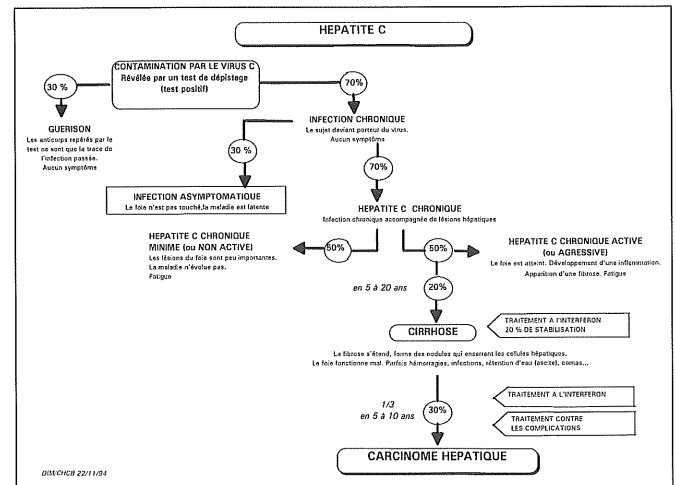 HEPATITE C
CONTAMINATION PAR LE VIRUS C
Révélée par un test de dépistage
(test positif)
30 %
70%
GUERISON
Les anticorps repérés par le
test ne sont que la trace de
l'infection passée.
Aucun symptôme
INFECTION CHRONIQUE
Le sujet devient porteur du virus.
Aucun symptôme
30 %
70%
INFECTION ASYMPTOMATIQUE
Le foie n'est pas touché,la maladie est latente
HEPATITE C CHRONIQUE
Infection chronique accompagnée de lésions hépatiques
HEPATITE C CHRONIQUE
MINIME (ou NON ACTIVE)
Les lésions du foie sont peu importantes.
La maladie n'évolue pas.
Fatigue
50%
50%
HEPATITE C CHRONIQUE ACTIVE
(ou AGRESSIVE)
Le foie est atteint. Développement d'une inflammation.
Apparition d'une fibrose. Fatigue
en 5 à 20 ans
20%
CIRRHOSE
TRAITEMENT A l'INTERFERON
20 % DE STABILISATION
La fibrose s'étend, forme des nodules qui enserrent les cellules hépatiques.
Le foie fonctionne mal. Parfois hémorragies, infections, rétention d'eau (ascite), comas...
1/3
en 5 à 10 ans
30%
TRAITEMENT A L'INTERFERON
TRAITEMENT CONTRE
LES COMPLICATIONS
CARCINOME HEPATIQUE
DIM/CHCB 22/11/94